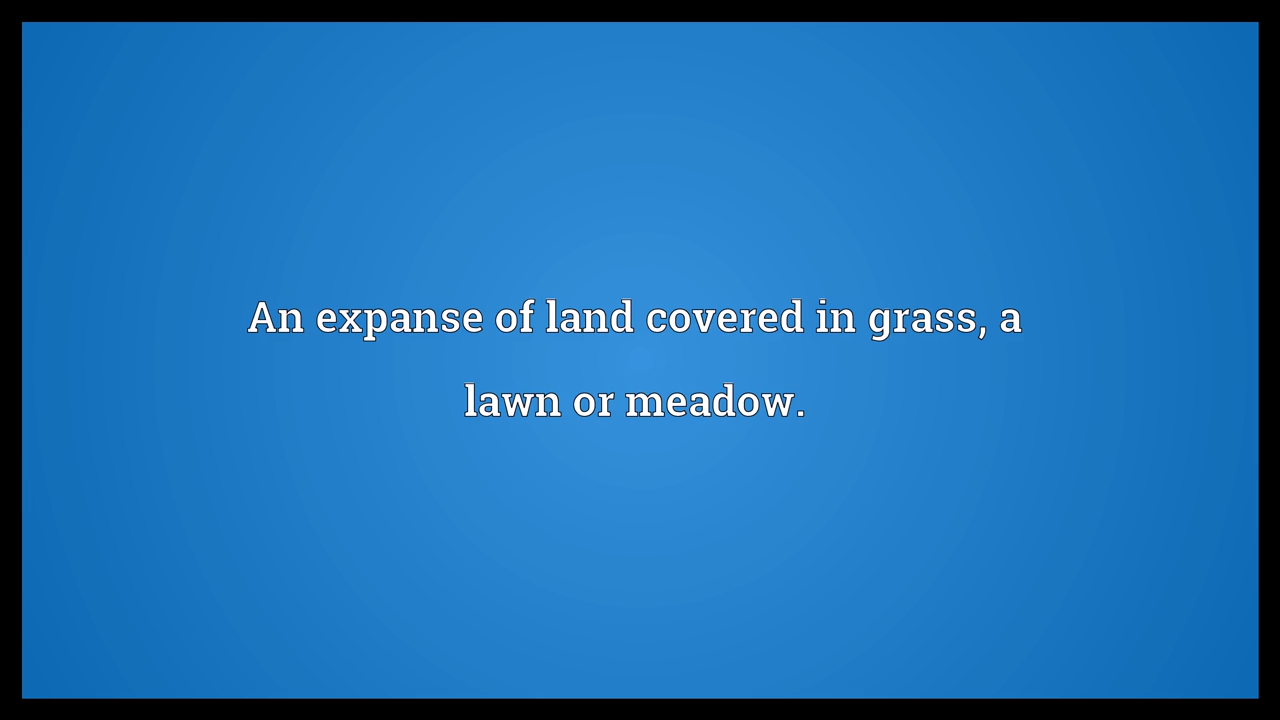 An expanse of land covered in grass, a
lawn or meadow.